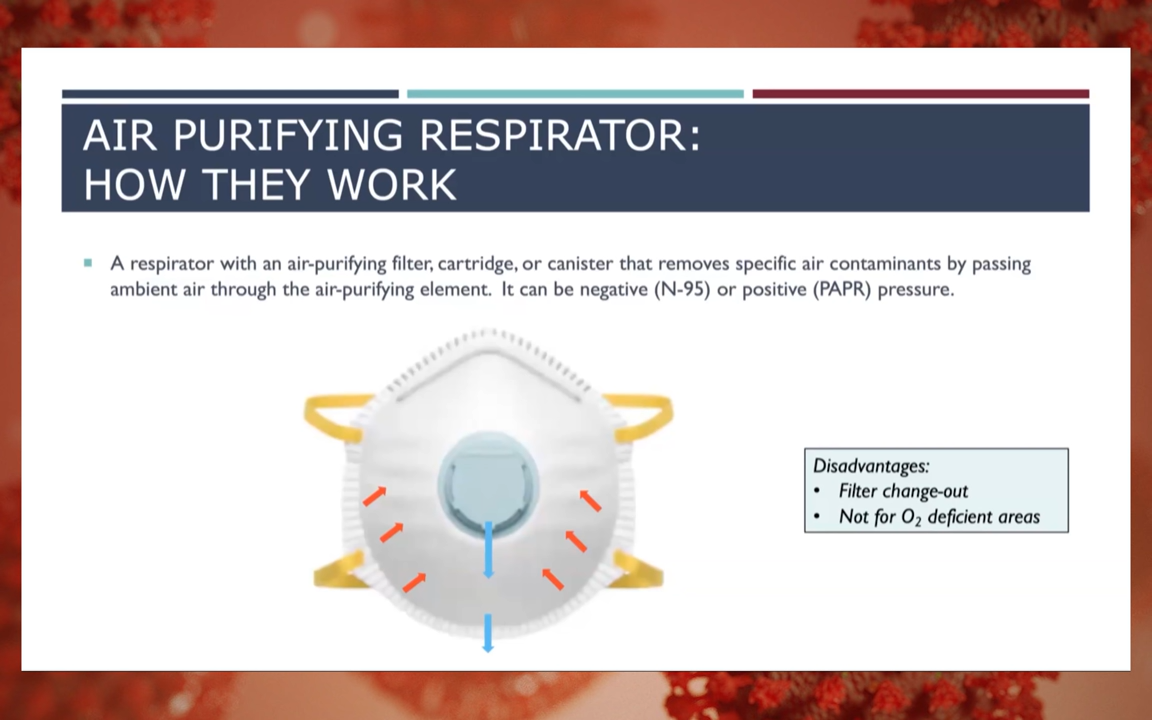 AIR PURIFYING RESPIRATOR:
HOW THEY WORK
▪ A respirator with an air-purifying filter, cartridge, or canister that removes specific air contaminants by passing
ambient air through the air-purifying element. It can be negative (N-95) or positive (PAPR) pressure.
Disadvantages:
• Filter change-out
• Not for O₂ deficient areas